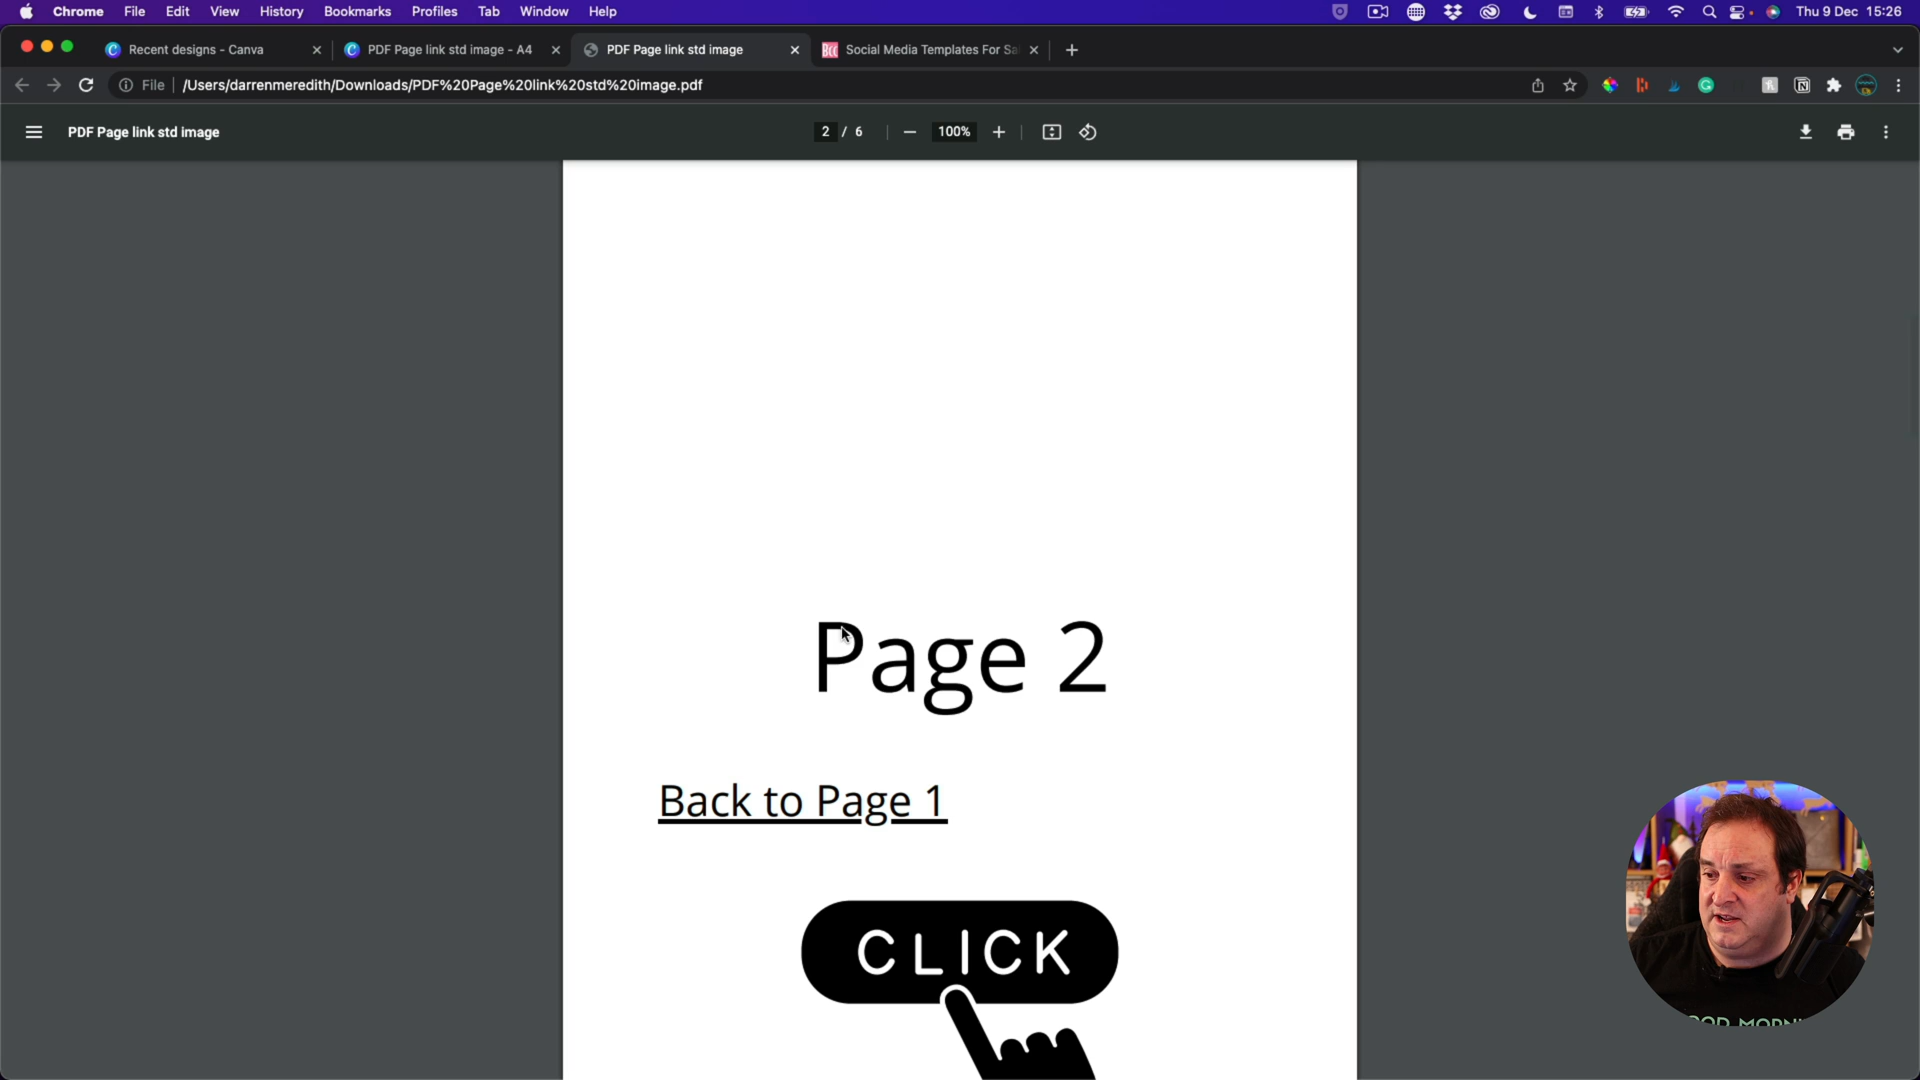 Chrome File Edit View History Bookmarks Profiles Tab Window Help Thu 9 Dec 15:26
Recent designs - Canva PDF Page link std image - A4 PDF Page link std image BCC Social Media Templates For Sa
File /Users/darrenmeredith/Downloads/PDF%20Page%20link%20std%20image.pdf
PDF Page link std image 2 / 6 100%
Page 2
Back to Page 1
CLICK